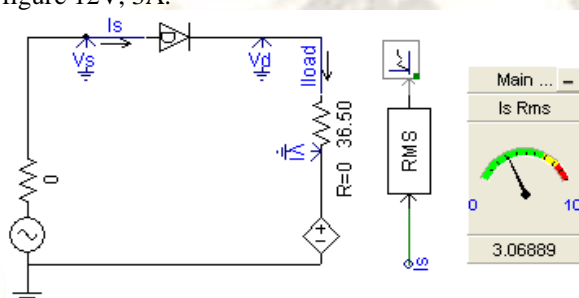 figure 12V, 3A.
Is
Vs
D
Vd
Iload
0
R=0 36.50
V
RMS
Is
Main ...
Is Rms
0 10
3.06889